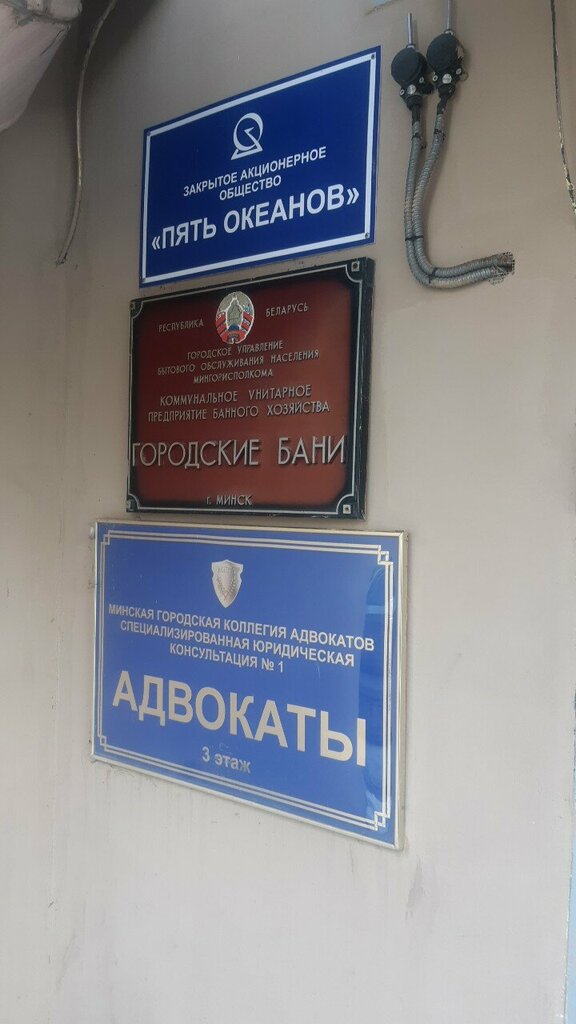 ЗАКРЫТОЕ АКЦИОНЕРНОЕ
ОБЩЕСТВО
«ПЯТЬ ОКЕАНОВ»
РЕСПУБЛИКА БЕЛАРУСЬ
ГОРОДСКОЕ УПРАВЛЕНИЕ
БЫТОВОГО ОБСЛУЖИВАНИЯ НАСЕЛЕНИЯ
МИНГОРИСПОЛКОМА
КОММУНАЛЬНОЕ УНИТАРНОЕ
ПРЕДПРИЯТИЕ БАННОГО ХОЗЯЙСТВА
ГОРОДСКИЕ БАНИ
г. МИНСК
МИНСКАЯ ГОРОДСКАЯ КОЛЛЕГИЯ АДВОКАТОВ
СПЕЦИАЛИЗИРОВАННАЯ ЮРИДИЧЕСКАЯ
КОНСУЛЬТАЦИЯ № 1
АДВОКАТЫ
3 этаж